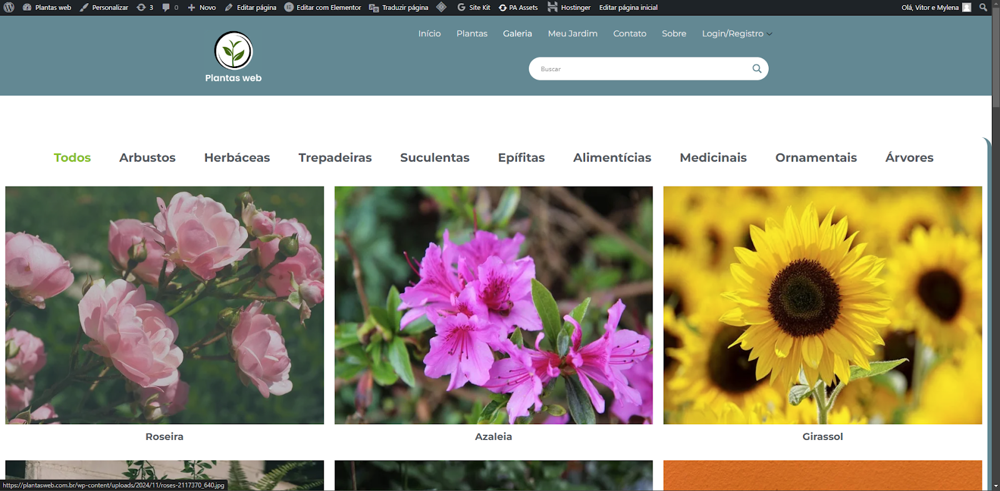 Plantas web Personalizar 3 0 Novo Editar página Editar com Elementor Traduzir página Site Kit PA Assets Hostinger Editar página inicial Olá, Vitor e Mylena
Início Plantas Galeria Meu Jardim Contato Sobre Login/Registro
Buscar
Plantas web
Todos Arbustos Herbáceas Trepadeiras Suculentas Epífitas Alimentícias Medicinais Ornamentais Árvores
Roseira Azaleia Girassol
https://plantasweb.com.br/wp-content/uploads/2024/11/roses-2117370_640.jpg